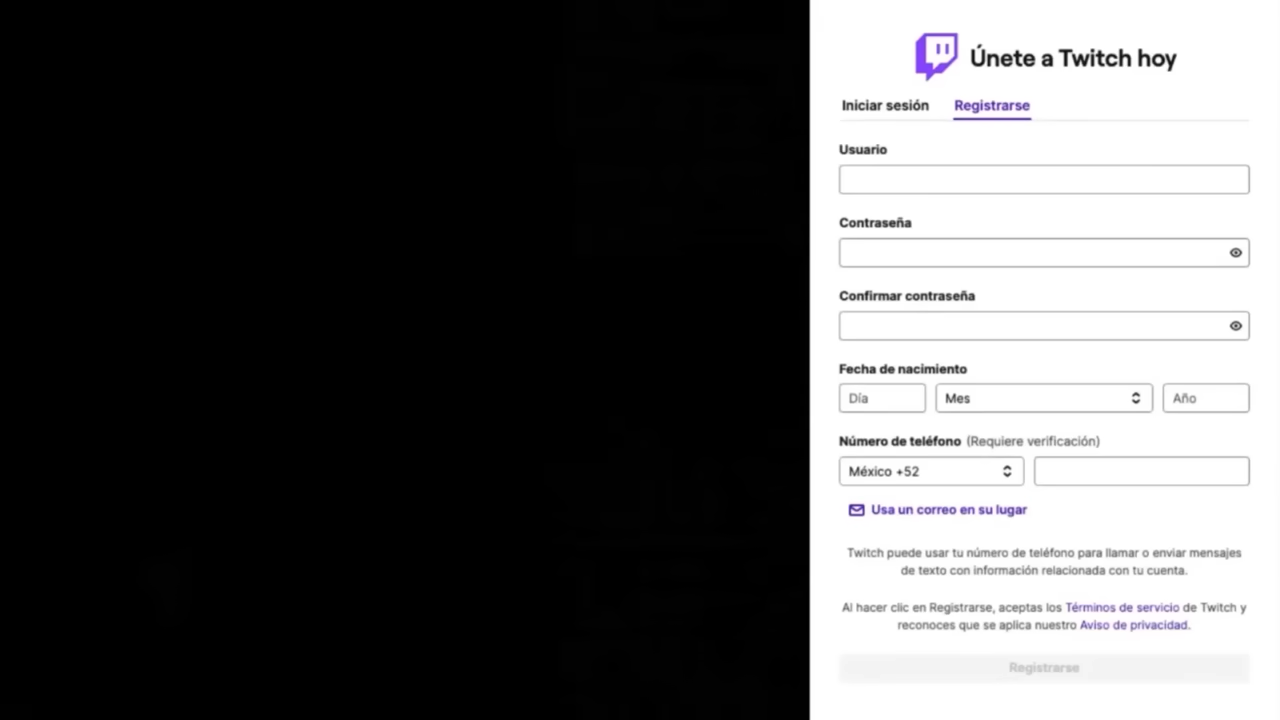 Únete a Twitch hoy
Iniciar sesión Registrarse
Usuario
Contraseña
Confirmar contraseña
Fecha de nacimiento
Día Mes Año
Número de teléfono (Requiere verificación)
México +52
Usa un correo en su lugar
Twitch puede usar tu número de teléfono para llamar o enviar mensajes
de texto con información relacionada con tu cuenta.
Al hacer clic en Registrarse, aceptas los Términos de servicio de Twitch y
reconoces que se aplica nuestro Aviso de privacidad.
Registrarse